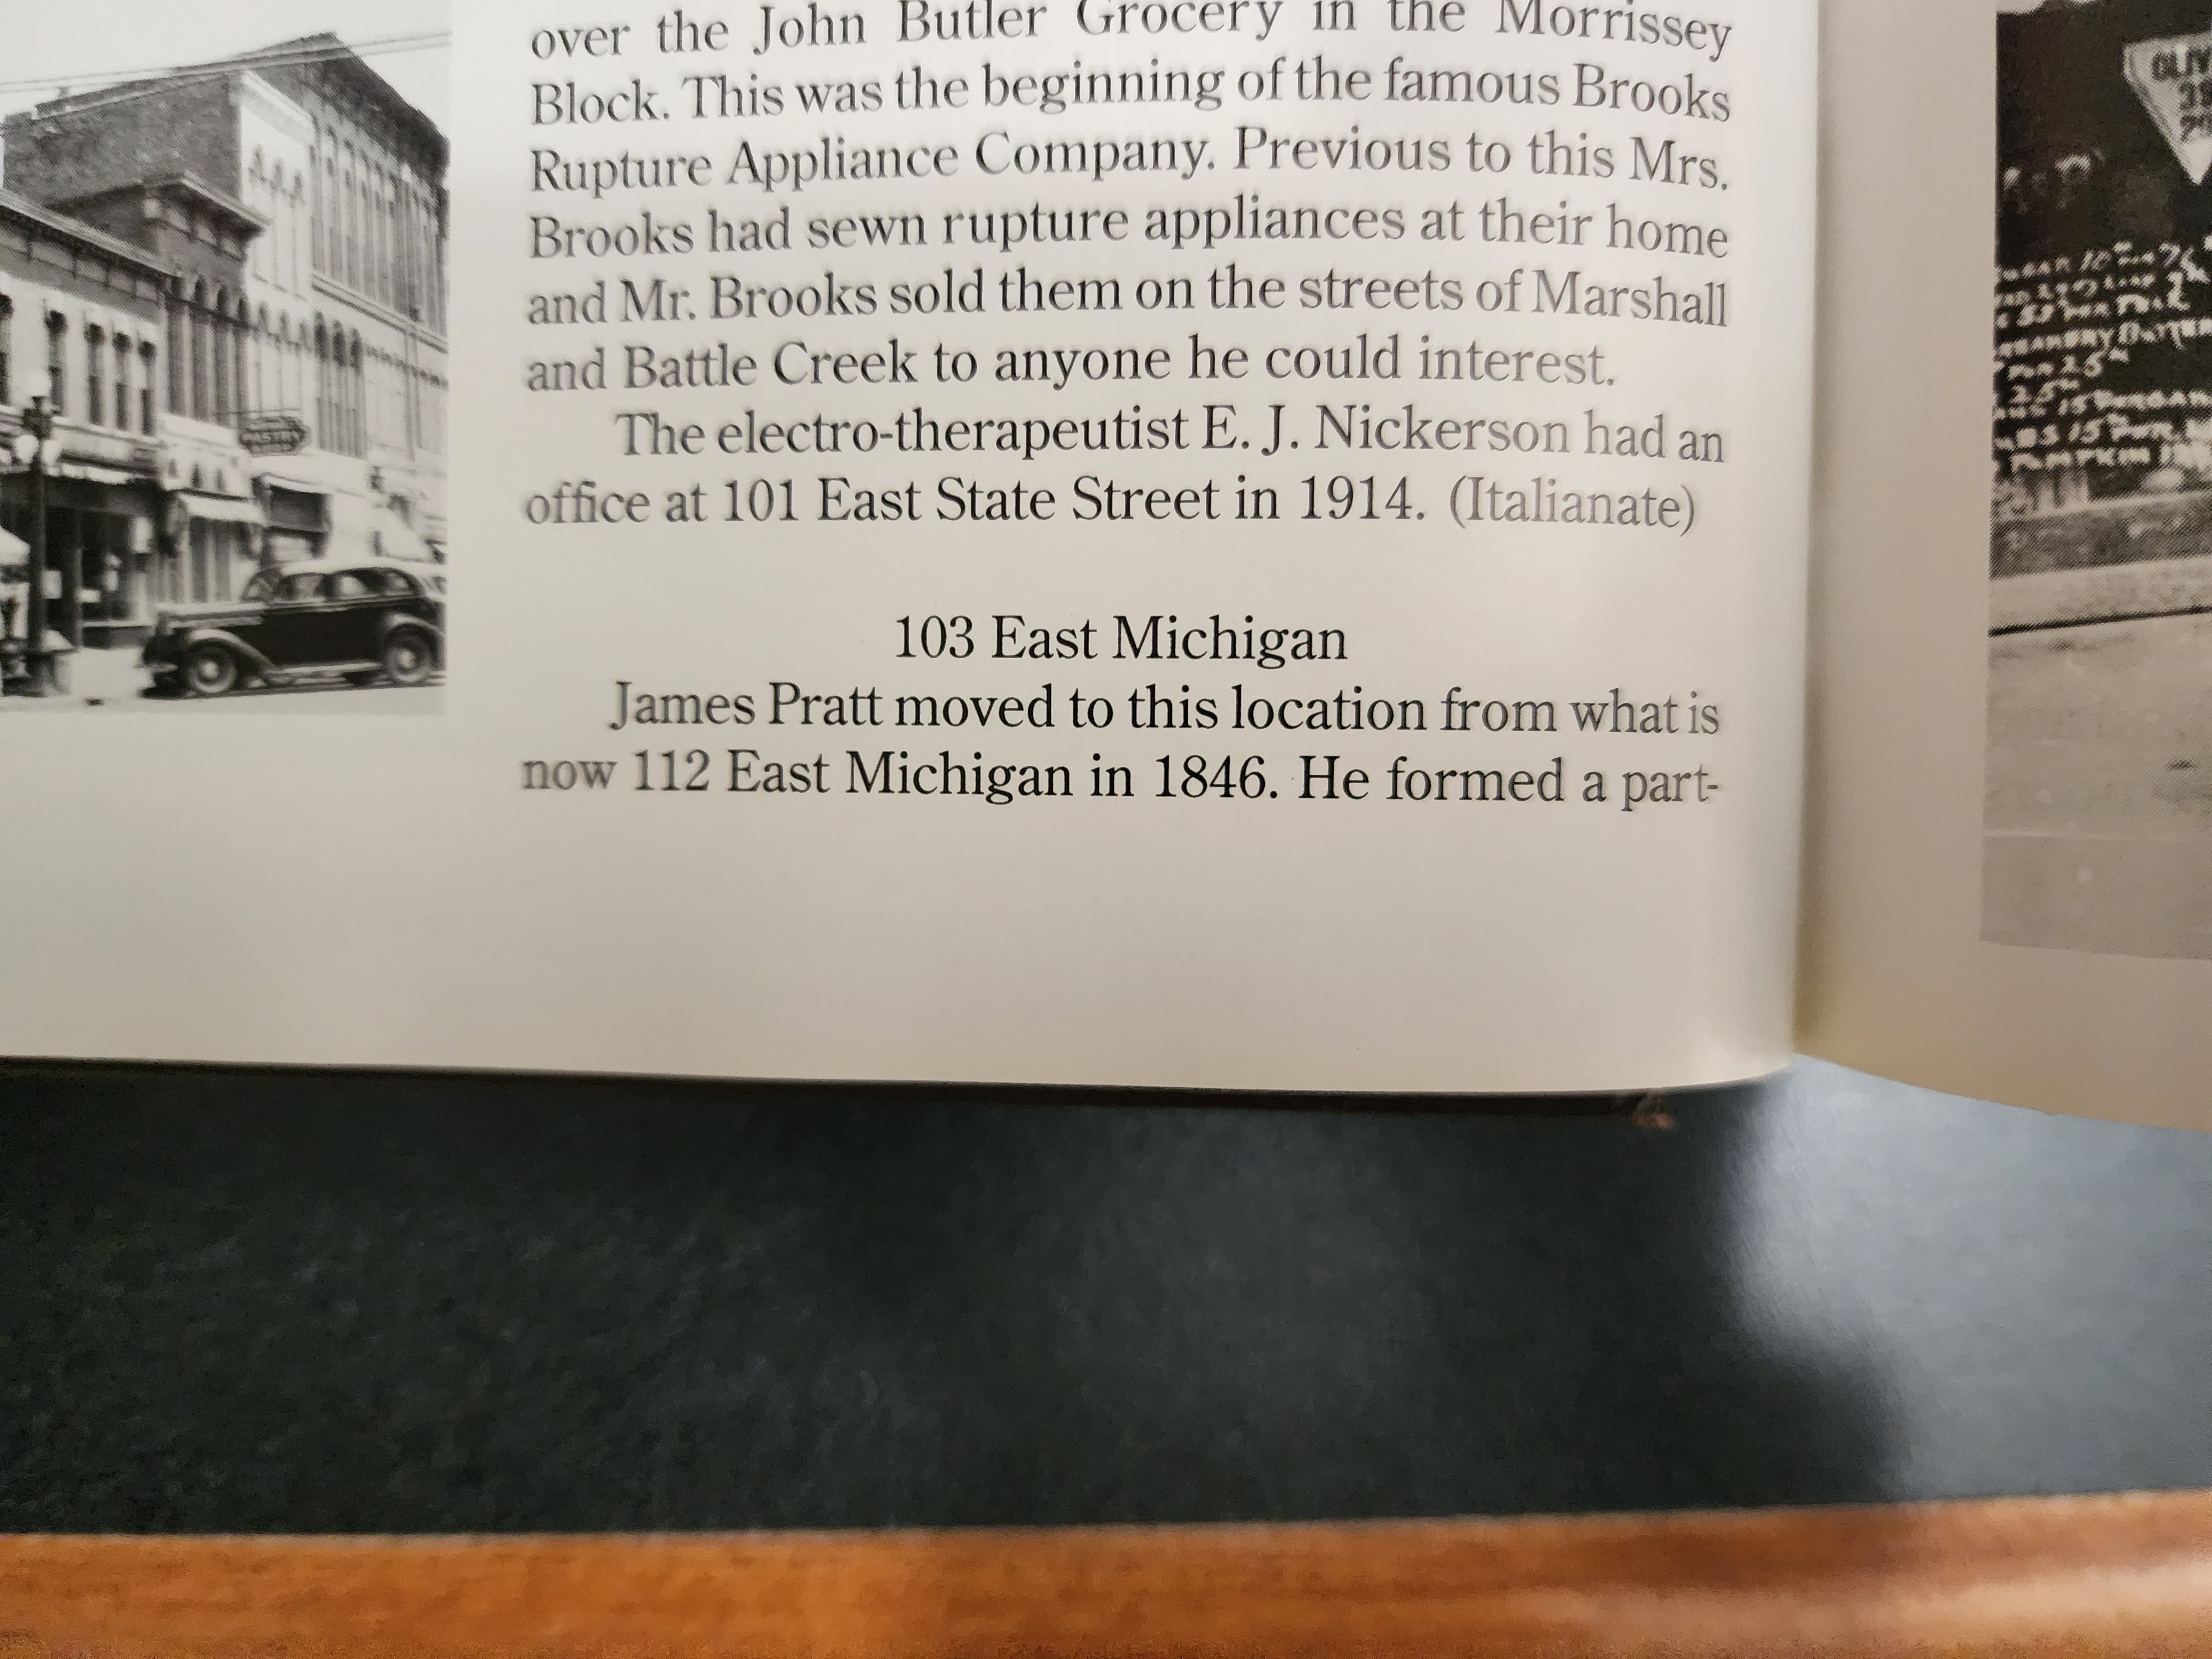 over the John Butler Grocery in the Morrissey
Block. This was the beginning of the famous Brooks
Rupture Appliance Company. Previous to this Mrs.
Brooks had sewn rupture appliances at their home
and Mr. Brooks sold them on the streets of Marshall
and Battle Creek to anyone he could interest.
The electro-therapeutist E. J. Nickerson had an
office at 101 East State Street in 1914. (Italianate)
103 East Michigan
James Pratt moved to this location from what is
now 112 East Michigan in 1846. He formed a part-
OLIV